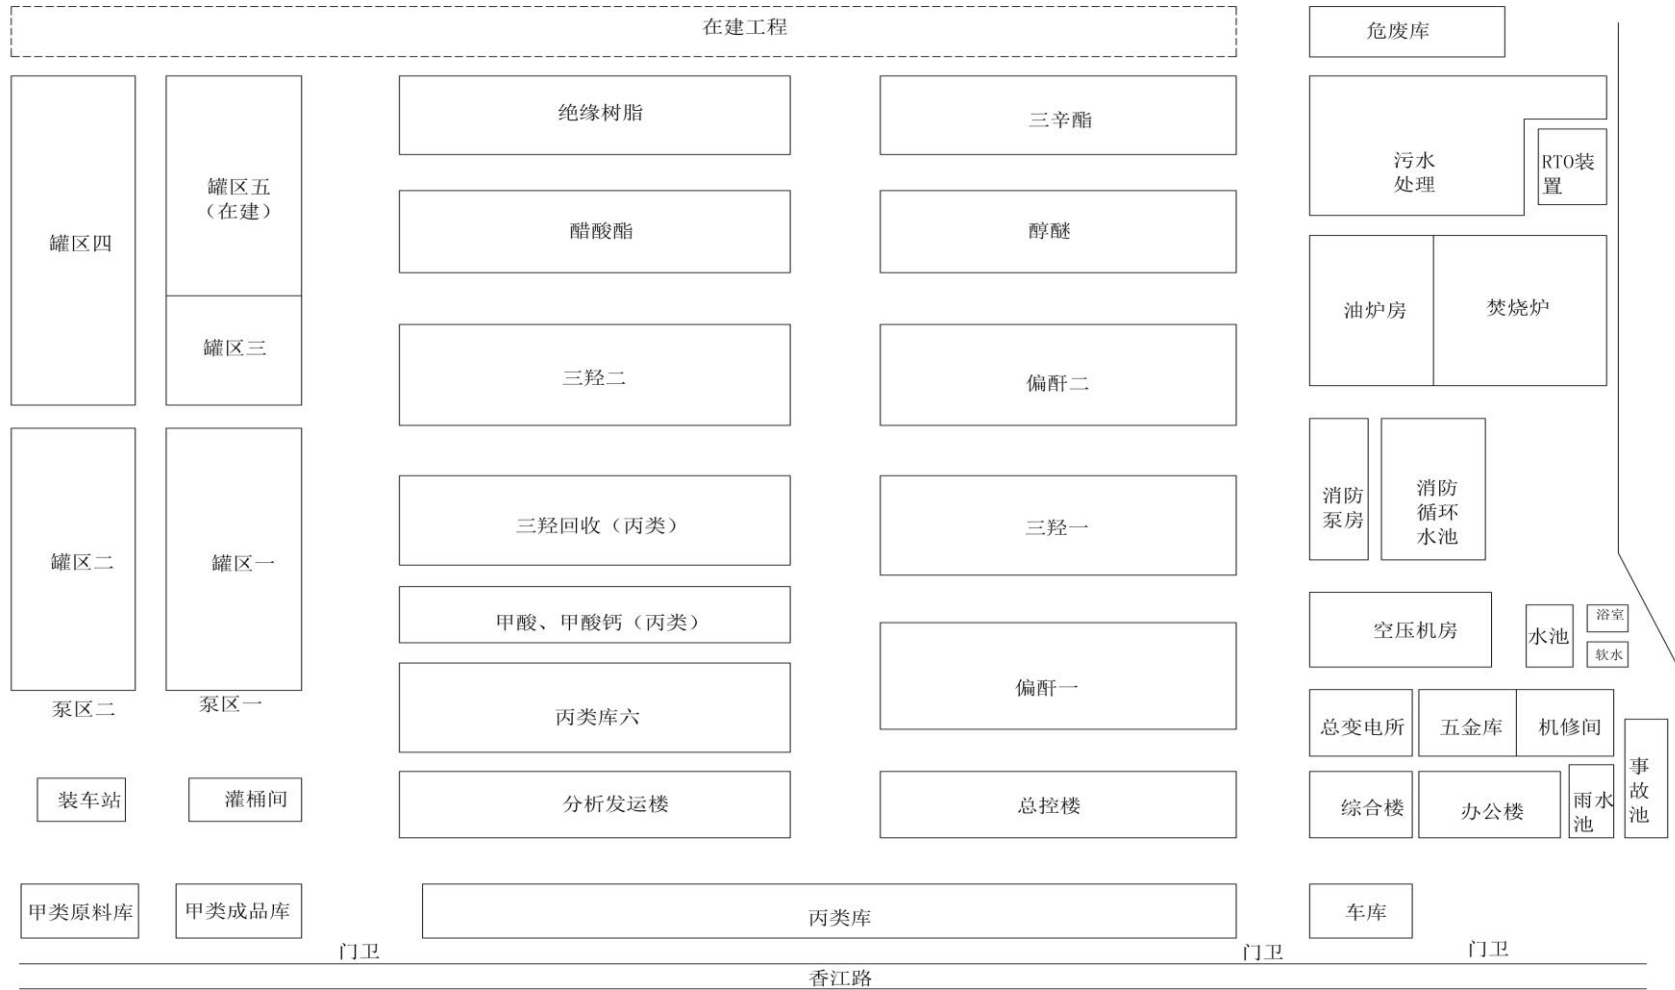 在建工程
危废库
绝缘树脂
三辛酯
罐区五
（在建）
污水
处理
RTO装
置
罐区四
醋酸酯
醇醚
油炉房
焚烧炉
罐区三
三羟二
偏酐二
消防
泵房
消防
循环
水池
三羟回收（丙类）
三羟一
罐区二
罐区一
甲酸、甲酸钙（丙类）
空压机房
水池
浴室
软水
泵区二
泵区一
丙类库六
偏酐一
总变电所
五金库
机修间
事
故
池
装车站
灌桶间
分析发运楼
总控楼
综合楼
办公楼
雨水
池
甲类原料库
甲类成品库
丙类库
车库
门卫
门卫
门卫
香江路